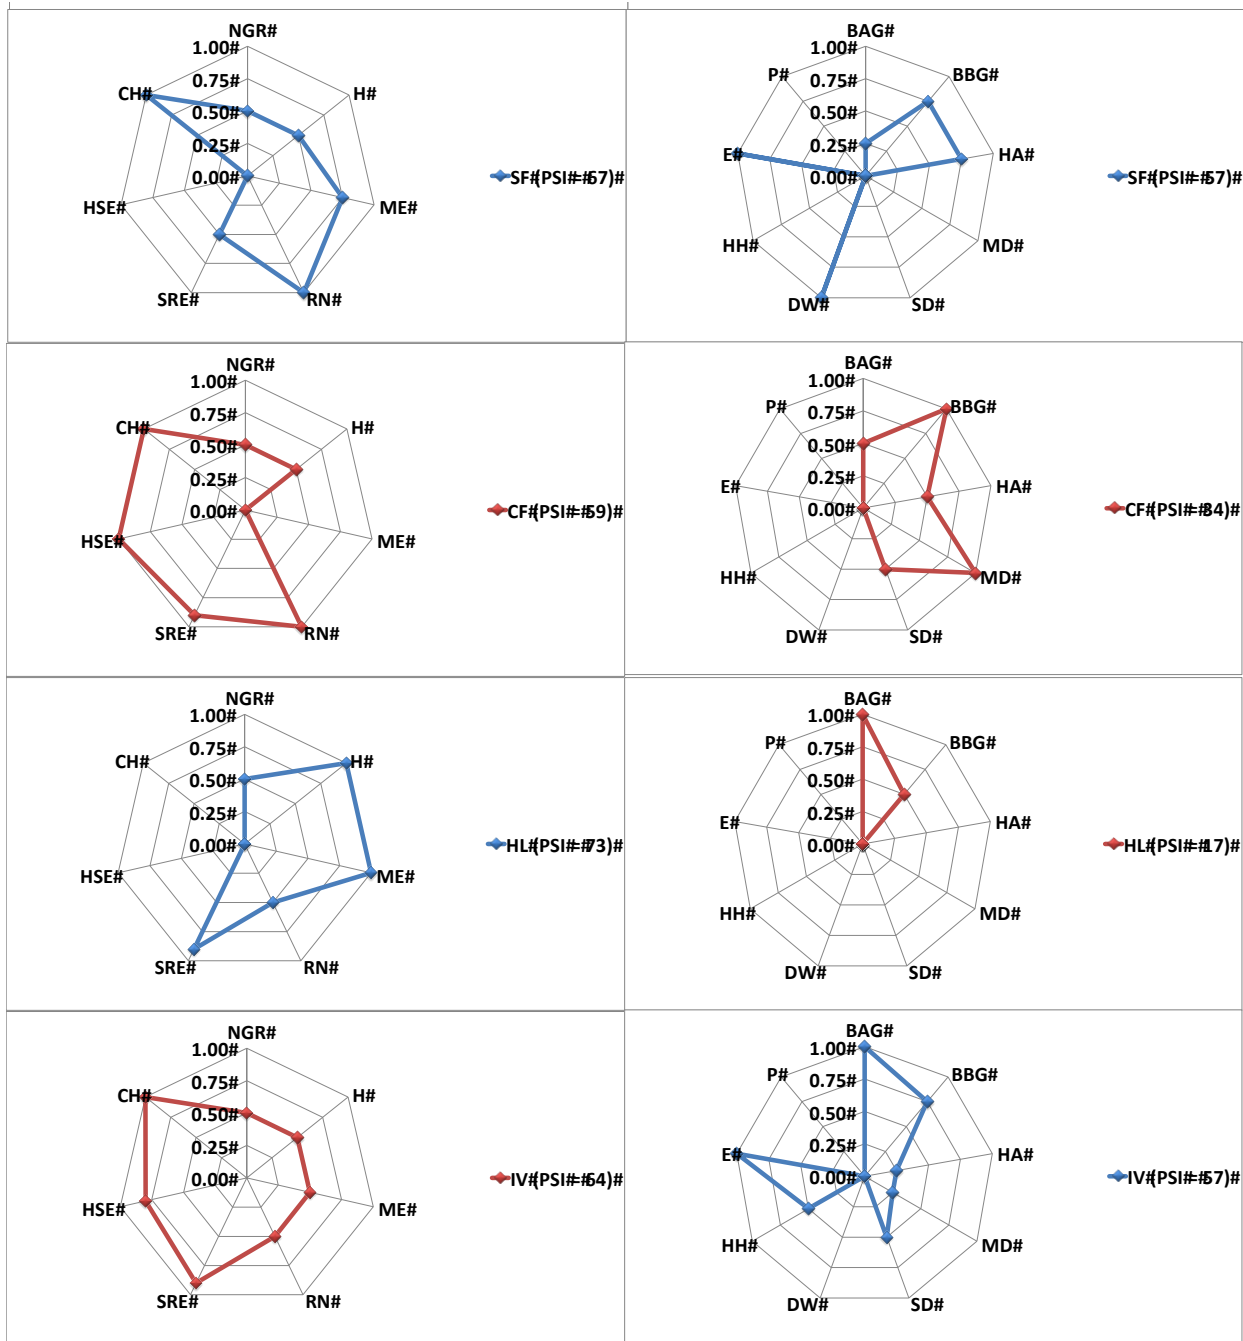 NGR#
1.00#
0.75#
0.50#
0.25#
0.00#
H#
ME#
RN#
SRE#
HSE#
CH#
SF#(PSI#=#57)#
BAG#
1.00#
0.75#
0.50#
0.25#
0.00#
BBG#
HA#
MD#
SD#
DW#
HH#
E#
P#
SF#(PSI#=#57)#
NGR#
1.00#
0.75#
0.50#
0.25#
0.00#
H#
ME#
RN#
SRE#
HSE#
CH#
CF#(PSI#=#59)#
BAG#
1.00#
0.75#
0.50#
0.25#
0.00#
BBG#
HA#
MD#
SD#
DW#
HH#
E#
P#
CF#(PSI#=#34)#
NGR#
1.00#
0.75#
0.50#
0.25#
0.00#
H#
ME#
RN#
SRE#
HSE#
CH#
HL#(PSI#=#73)#
BAG#
1.00#
0.75#
0.50#
0.25#
0.00#
BBG#
HA#
MD#
SD#
DW#
HH#
E#
P#
HL#(PSI#=#17)#
NGR#
1.00#
0.75#
0.50#
0.25#
0.00#
H#
ME#
RN#
SRE#
HSE#
CH#
IV#(PSI#=#64)#
BAG#
1.00#
0.75#
0.50#
0.25#
0.00#
BBG#
HA#
MD#
SD#
DW#
HH#
E#
P#
IV#(PSI#=#57)#